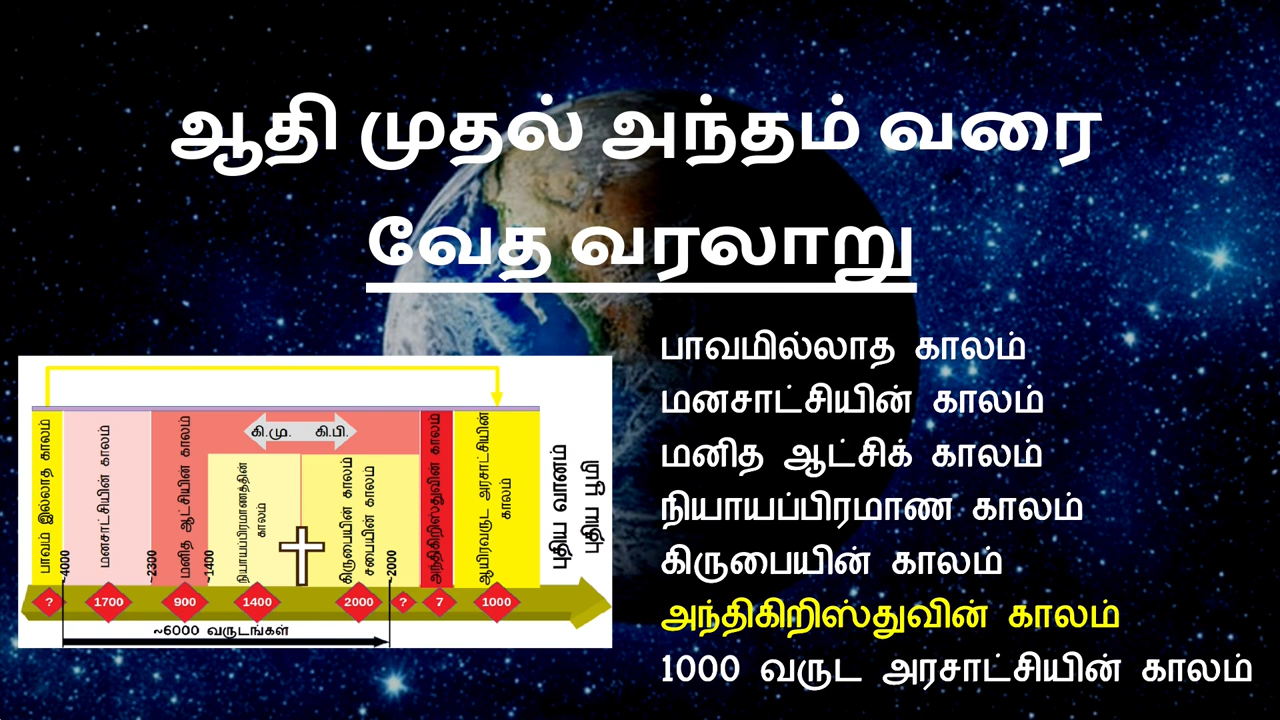 ஆதி முதல் அந்தம் வரை
வேத வரலாறு
பாவமில்லாத காலம்
மனசாட்சியின் காலம்
மனித ஆட்சிக் காலம்
நியாயப்பிரமாண காலம்
கிருபையின் காலம்
அந்திகிறிஸ்துவின் காலம்
1000 வருட அரசாட்சியின் காலம்
கி.மு. கி.பி.
பாவம் இல்லாத காலம்
~4000
மனசாட்சியின் காலம்
~2300
மனித ஆட்சியின் காலம்
~1400
நியாயப்பிரமாணத்தின்
காலம்
கிருபையின் காலம்
சபையின் காலம்
~2000
அந்திகிறிஸ்துவின் காலம்
ஆயிரவருட அரசாட்சியின்
காலம்
புதிய வானம்
புதிய பூமி
? 1700 900 1400 2000 ? 7 1000
~6000 வருடங்கள்